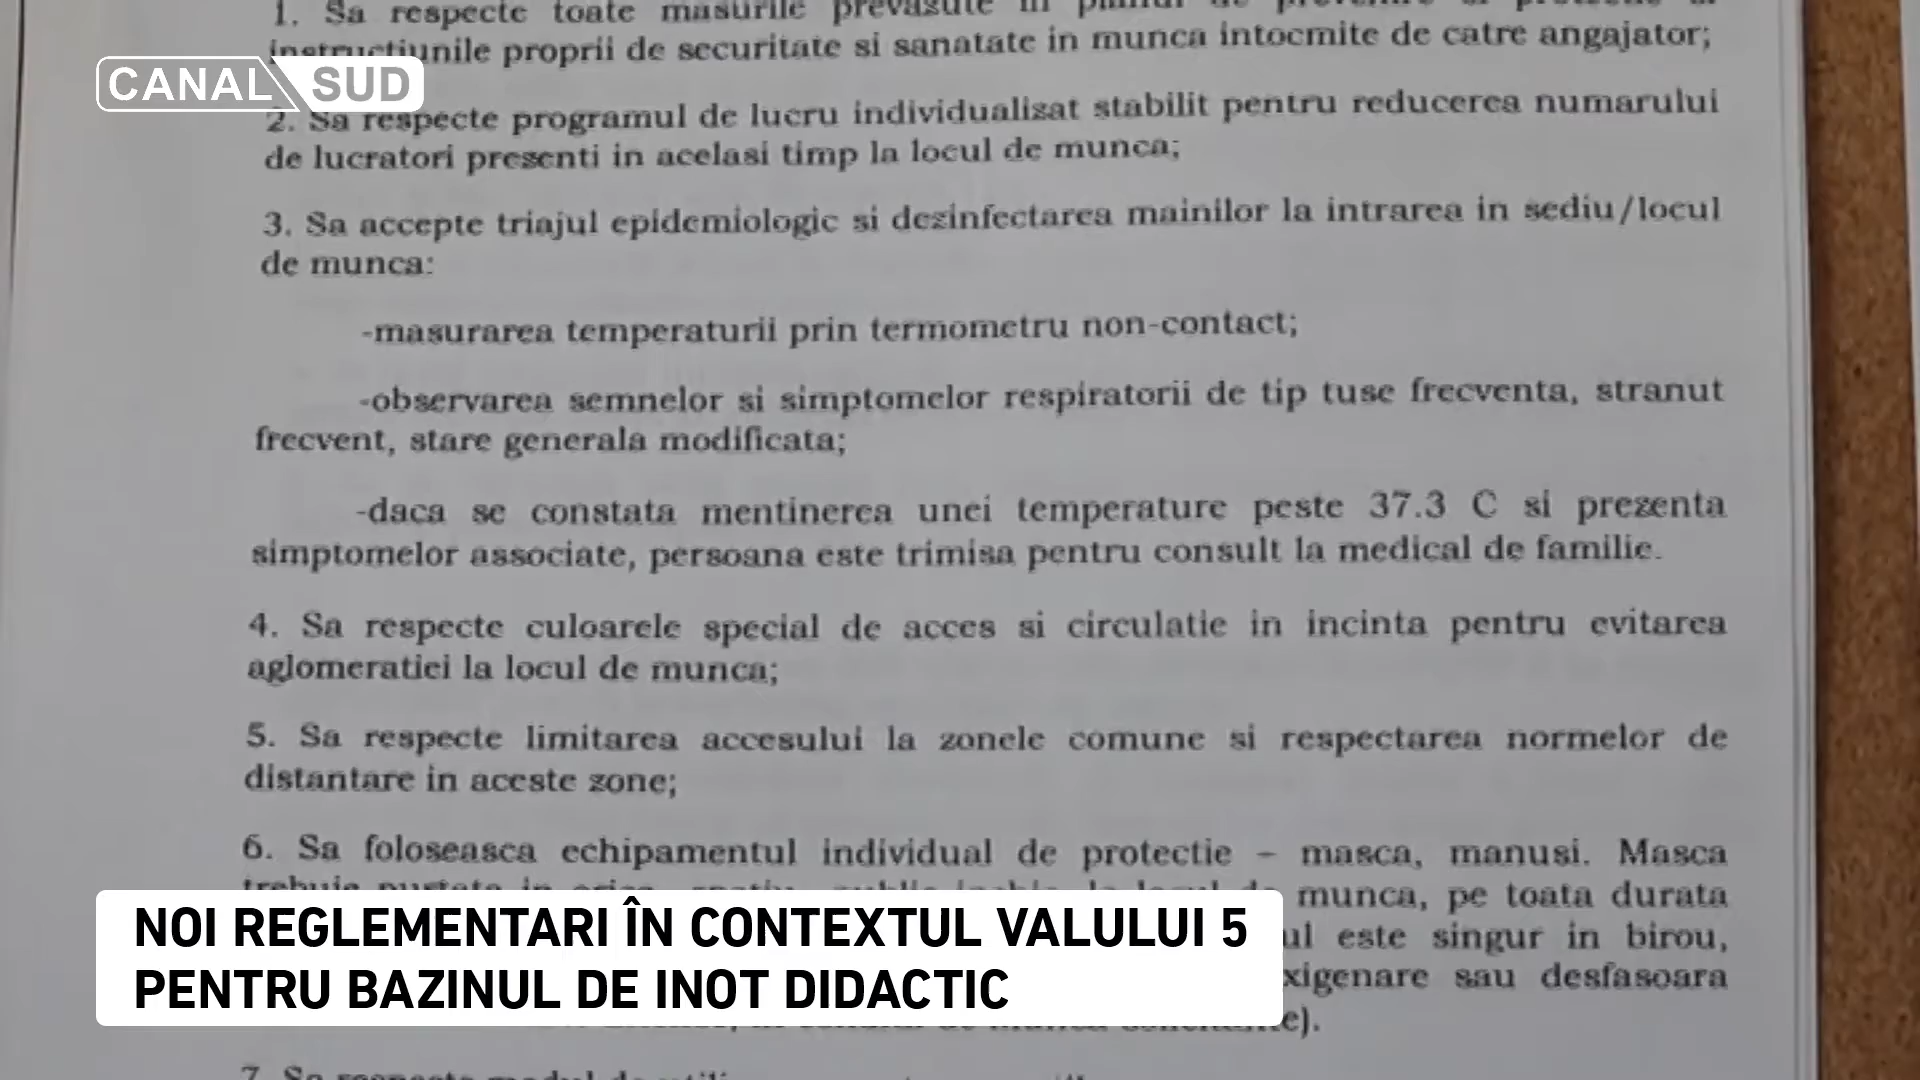 1. Sa respecte toate masurile prevasute in
instructiunile proprii de securitate si sanatate in munca intocmite de catre angajator;
CANAL SUD
2. Sa respecte programul de lucru individualisat stabilit pentru reducerea numarului
de lucratori presenti in acelasi timp la locul de munca;
3. Sa accepte triajul epidemiologic si dezinfectarea mainilor la intrarea in sediu/locul
de munca:
-masurarea temperaturii prin termometru non-contact;
-observarea semnelor si simptomelor respiratorii de tip tuse frecventa, stranut
frecvent, stare generala modificata;
-daca se constata mentinerea unei temperature peste 37.3 C si prezenta
simptomelor associate, persoana este trimisa pentru consult la medical de familie.
4. Sa respecte culoarele special de acces si circulatie in incinta pentru evitarea
aglomeratiei la locul de munca;
5. Sa respecte limitarea accesului la zonele comune si respectarea normelor de
distantare in aceste zone;
6. Sa foloseasca echipamentul individual de protectie – masca, manusi. Masca
munca, pe toata durata
este singur in birou,
sau desfasoara
NOI REGLEMENTARI ÎN CONTEXTUL VALULUI 5
PENTRU BAZINUL DE INOT DIDACTIC